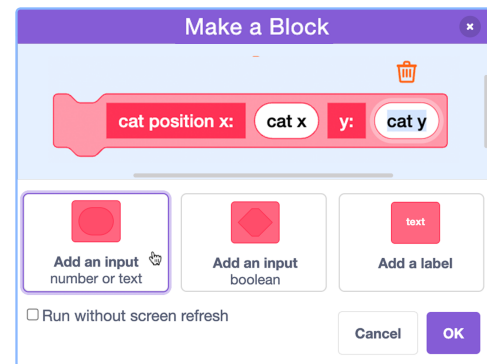 Make a Block
cat position x: cat x y: cat y
text
Add an input
number or text
Add an input
boolean
Add a label
Run without screen refresh
Cancel
OK